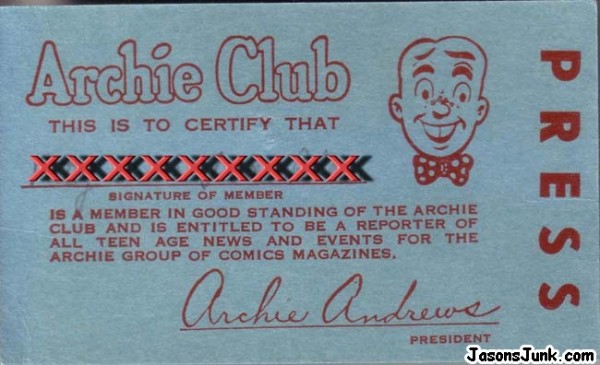 Archie Club
THIS IS TO CERTIFY THAT
XXXXXXXXX
SIGNATURE OF MEMBER
IS A MEMBER IN GOOD STANDING OF THE ARCHIE
CLUB AND IS ENTITLED TO BE A REPORTER OF
ALL TEEN AGE NEWS AND EVENTS FOR THE
ARCHIE GROUP OF COMICS MAGAZINES.
Archie Andrews
PRESIDENT
PRESS
JasonsJunk.com